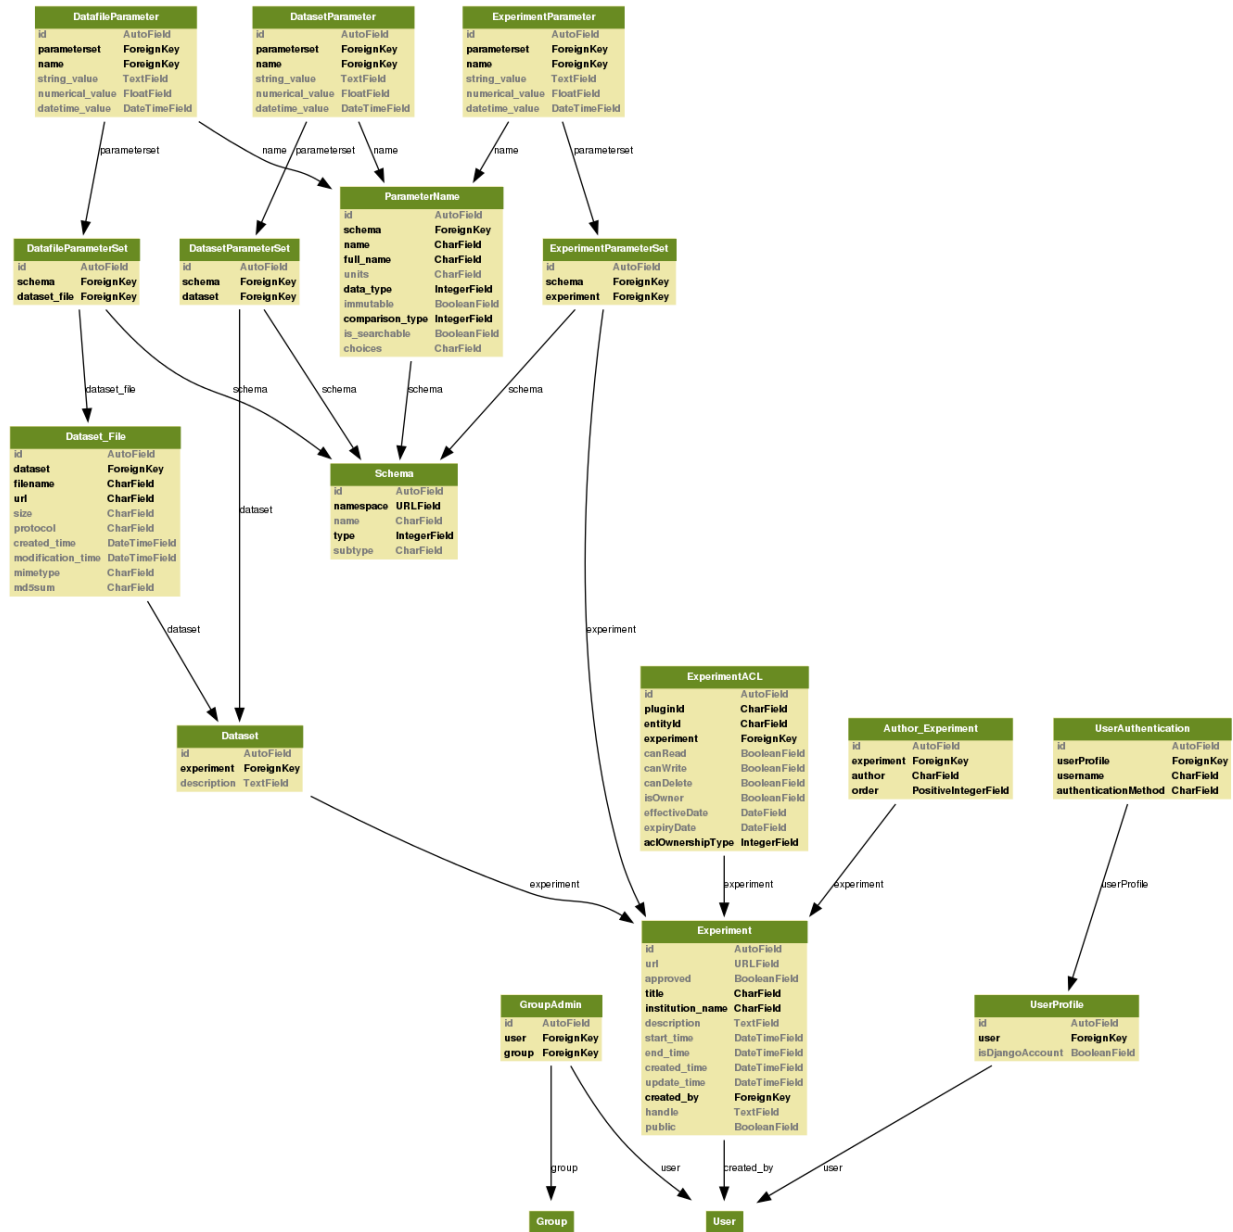 DatafileParameter
id AutoField
parameterset ForeignKey
name ForeignKey
string_value TextField
numerical_value FloatField
datetime_value DateTimeField
DatasetParameter
id AutoField
parameterset ForeignKey
name ForeignKey
string_value TextField
numerical_value FloatField
datetime_value DateTimeField
ExperimentParameter
id AutoField
parameterset ForeignKey
name ForeignKey
string_value TextField
numerical_value FloatField
datetime_value DateTimeField
parameterset
name
parameterset
name
name
parameterset
ParameterName
id AutoField
schema ForeignKey
name CharField
full_name CharField
units CharField
data_type IntegerField
immutable BooleanField
comparison_type IntegerField
is_searchable BooleanField
choices CharField
DatafileParameterSet
id AutoField
schema ForeignKey
dataset_file ForeignKey
DatasetParameterSet
id AutoField
schema ForeignKey
dataset ForeignKey
ExperimentParameterSet
id AutoField
schema ForeignKey
experiment ForeignKey
dataset_file
schema
schema
schema
schema
Dataset_File
id AutoField
dataset ForeignKey
filename CharField
url CharField
size CharField
protocol CharField
created_time DateTimeField
modification_time DateTimeField
mimetype CharField
md5sum CharField
Schema
id AutoField
namespace URLField
name CharField
type IntegerField
subtype CharField
dataset
dataset
experiment
ExperimentACL
id AutoField
pluginId CharField
entityId CharField
experiment ForeignKey
canRead BooleanField
canWrite BooleanField
canDelete BooleanField
isOwner BooleanField
effectiveDate DateField
expiryDate DateField
aclOwnershipType IntegerField
Dataset
id AutoField
experiment ForeignKey
description TextField
Author_Experiment
id AutoField
experiment ForeignKey
author CharField
order PositiveIntegerField
UserAuthentication
id AutoField
userProfile ForeignKey
username CharField
authenticationMethod CharField
experiment
experiment
experiment
userProfile
Experiment
id AutoField
url URLField
approved BooleanField
title CharField
institution_name CharField
description TextField
start_time DateTimeField
end_time DateTimeField
created_time DateTimeField
update_time DateTimeField
created_by ForeignKey
handle TextField
public BooleanField
GroupAdmin
id AutoField
user ForeignKey
group ForeignKey
UserProfile
id AutoField
user ForeignKey
isDjangoAccount BooleanField
group
user
created_by
user
Group
User